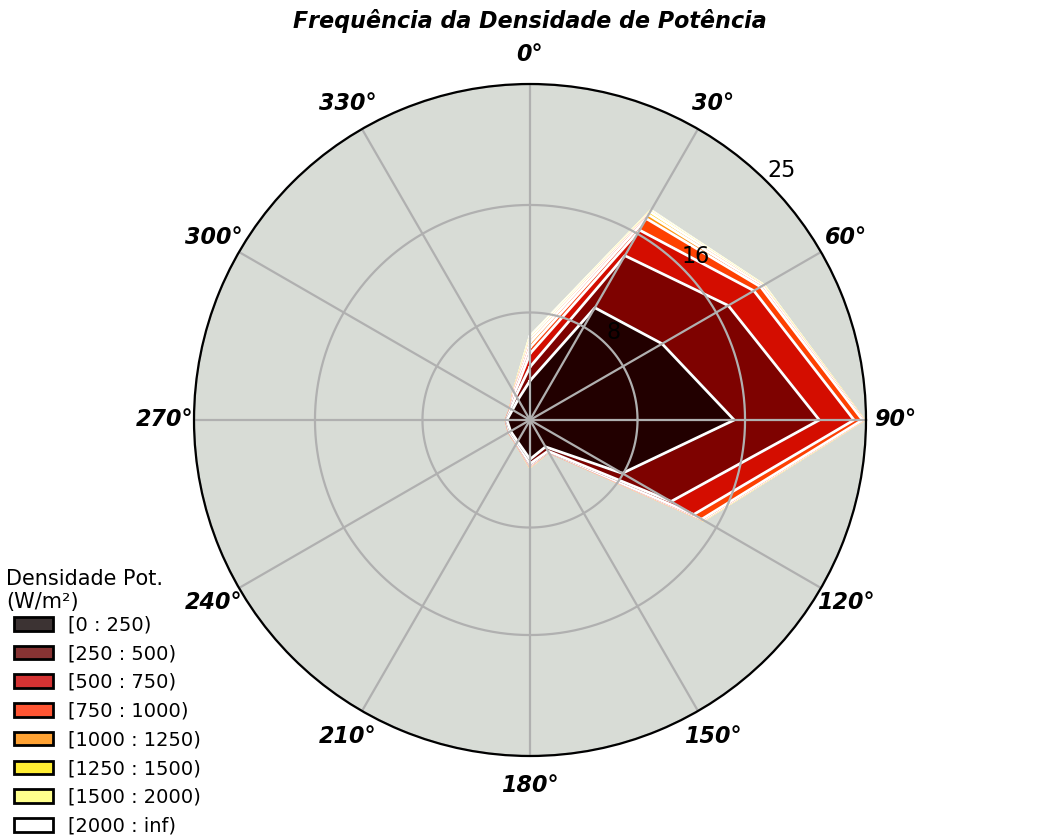 Frequência da Densidade de Potência
0°
330°
30°
25
300°
60°
16
8
270°
90°
Densidade Pot.
(W/m²)
240°
120°
[0 : 250)
[250 : 500)
[500 : 750)
[750 : 1000)
210°
150°
[1000 : 1250)
[1250 : 1500)
180°
[1500 : 2000)
[2000 : inf)